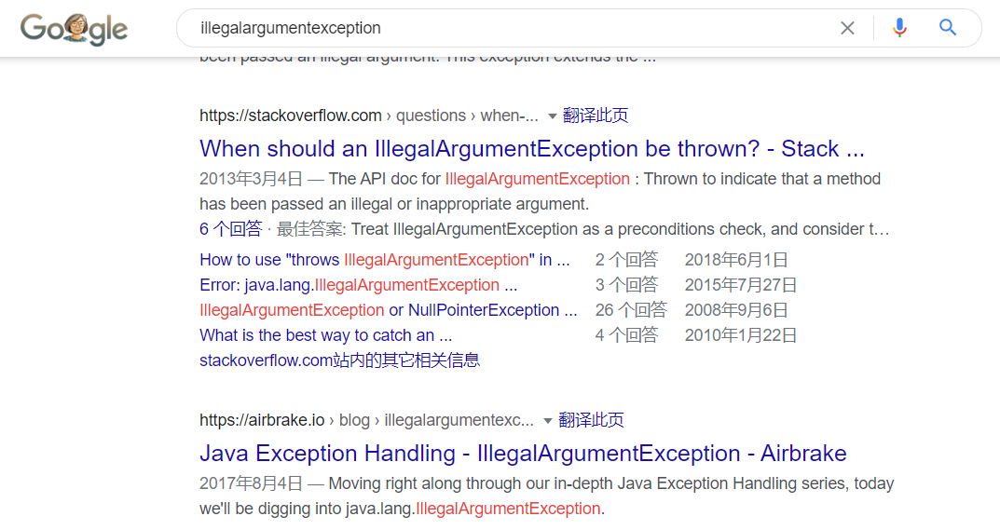 Google
illegalargumentexception
been passed an illegal argument. This exception extends the ...
https://stackoverflow.com › questions › when-... 翻译此页
When should an IllegalArgumentException be thrown? - Stack ...
2013年3月4日 — The API doc for IllegalArgumentException : Thrown to indicate that a method
has been passed an illegal or inappropriate argument.
6 个回答 · 最佳答案: Treat IllegalArgumentException as a preconditions check, and consider t…
How to use "throws IllegalArgumentException" in ... 2 个回答 2018年6月1日
Error: java.lang.IllegalArgumentException ... 3 个回答 2015年7月27日
IllegalArgumentException or NullPointerException ... 26 个回答 2008年9月6日
What is the best way to catch an ... 4 个回答 2010年1月22日
stackoverflow.com站内的其它相关信息
https://airbrake.io › blog › illegalargumentexc... 翻译此页
Java Exception Handling - IllegalArgumentException - Airbrake
2017年8月4日 — Moving right along through our in-depth Java Exception Handling series, today
we'll be digging into java.lang.IllegalArgumentException.